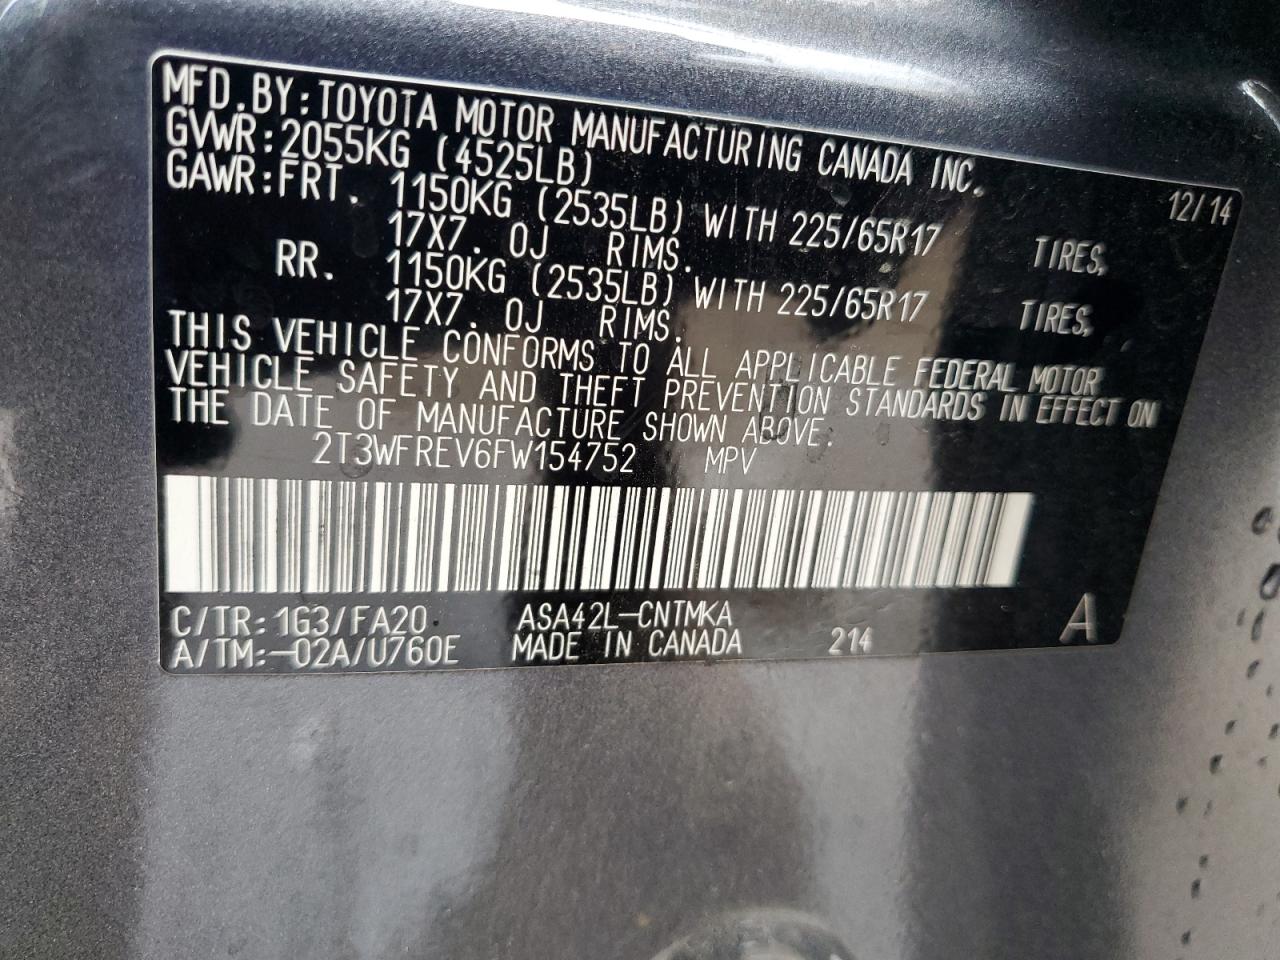 MFD.BY:TOYOTA MOTOR MANUFACTURING CANADA INC.
GVWR:2055KG (4525LB) 12/14
GAWR:FRT. 1150KG (2535LB) WITH 225/65R17 TIRES,
17X7.0J RIMS.
RR. 1150KG (2535LB) WITH 225/65R17 TIRES,
17X7.0J RIMS.
THIS VEHICLE CONFORMS TO ALL APPLICABLE FEDERAL MOTOR
VEHICLE SAFETY AND THEFT PREVENTION STANDARDS IN EFFECT ON
THE DATE OF MANUFACTURE SHOWN ABOVE.
2T3WFREV6FW154752 MPV
C/TR:1G3/FA20 ASA42L-CNTMKA
A/TM:-02A/U760E MADE IN CANADA 214 A